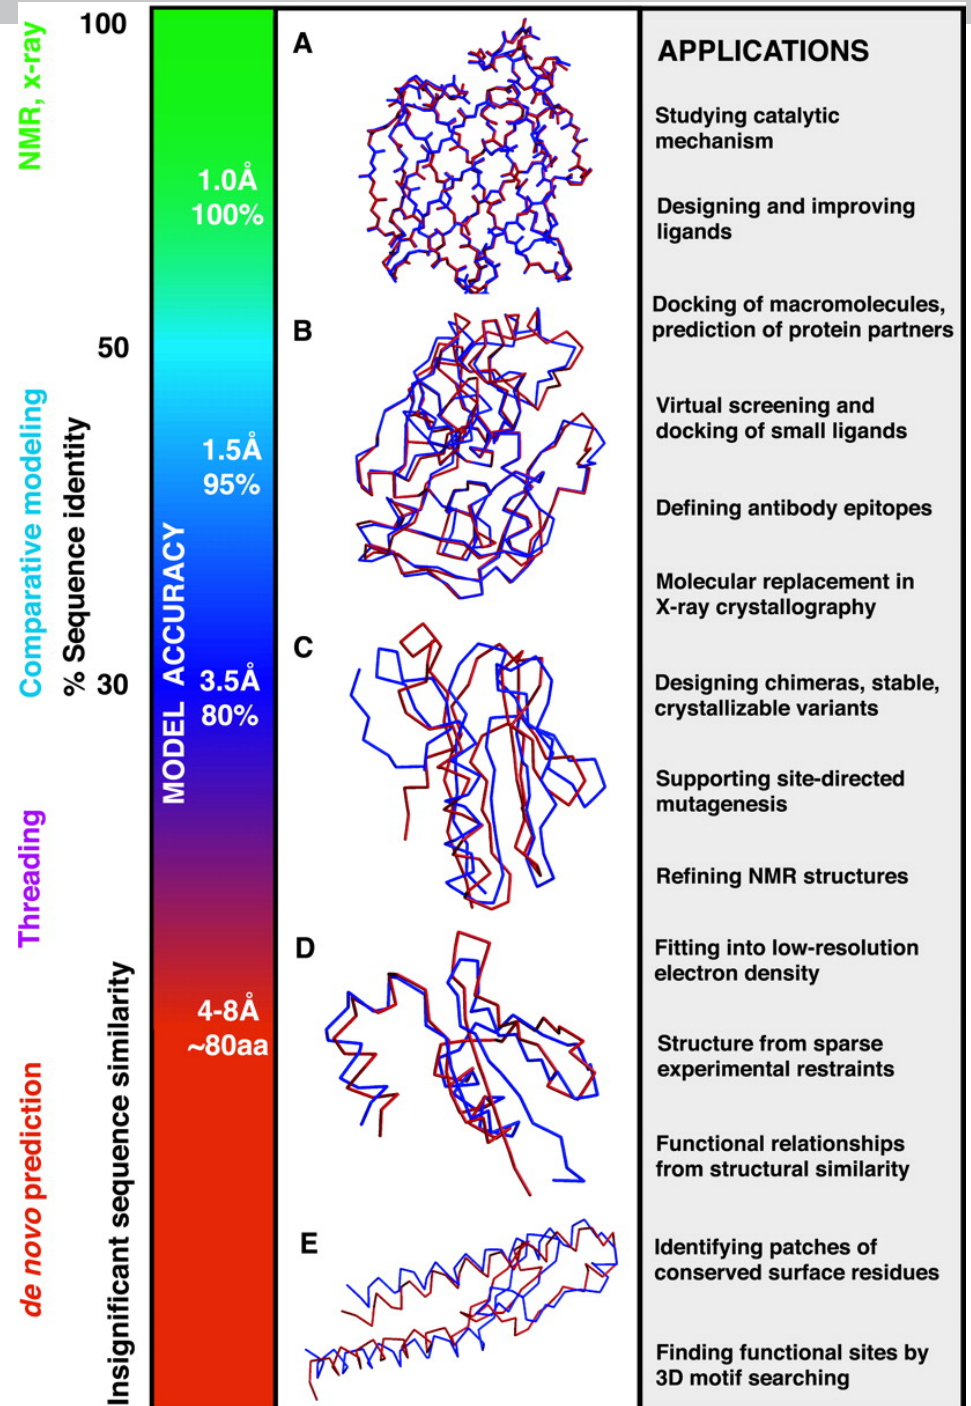 NMR, x-ray
Comparative modeling
Threading
de novo prediction
% Sequence identity
Insignificant sequence similarity
100
50
30
MODEL ACCURACY
1.0Å
100%
1.5Å
95%
3.5Å
80%
4-8Å
~80aa
A
B
C
D
E
APPLICATIONS
Studying catalytic
mechanism
Designing and improving
ligands
Docking of macromolecules,
prediction of protein partners
Virtual screening and
docking of small ligands
Defining antibody epitopes
Molecular replacement in
X-ray crystallography
Designing chimeras, stable,
crystallizable variants
Supporting site-directed
mutagenesis
Refining NMR structures
Fitting into low-resolution
electron density
Structure from sparse
experimental restraints
Functional relationships
from structural similarity
Identifying patches of
conserved surface residues
Finding functional sites by
3D motif searching